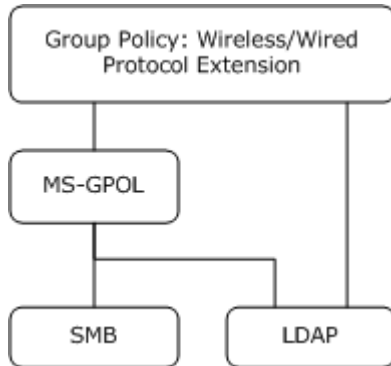 Group Policy: Wireless/Wired
Protocol Extension
MS-GPOL
SMB
LDAP